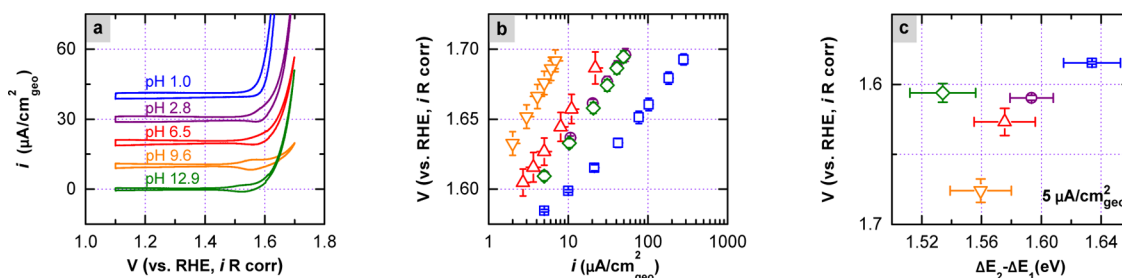 a
60
40
20
0
i (µA/cm²geo)
pH 1.0
pH 2.8
pH 6.5
pH 9.6
pH 12.9
1.0 1.2 1.4 1.6 1.8
V (vs. RHE, i R corr)
b
1.70
1.65
1.60
V (vs. RHE, i R corr)
1 10 100 1000
i (µA/cm²geo)
c
1.6
1.7
V (vs. RHE, i R corr)
5 µA/cm²geo
1.52 1.56 1.60 1.64
ΔE₂-ΔE₁(eV)